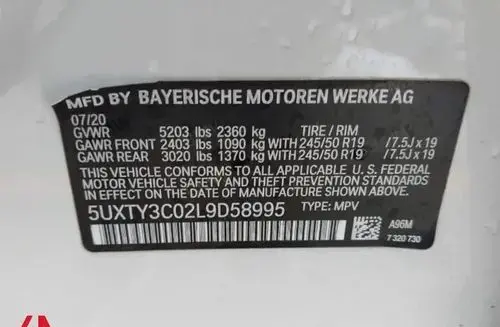 MFD BY BAYERISCHE MOTOREN WERKE AG
07/20
GVWR 5203 lbs 2360 kg TIRE / RIM
GAWR FRONT 2403 lbs 1090 kg WITH 245/50 R19 /7.5J x 19
GAWR REAR 3020 lbs 1370 kg WITH 245/50 R19 /7.5J x 19
THIS VEHICLE CONFORMS TO ALL APPLICABLE FEDERAL MOTOR VEHICLE
SAFETY, BUMPER, AND THEFT PREVENTION STANDARDS
IN EFFECT ON THE DATE OF MANUFACTURE SHOWN ABOVE.
5UXTY3C02L9D58995 TYPE: MPV
A96M
7 320 730